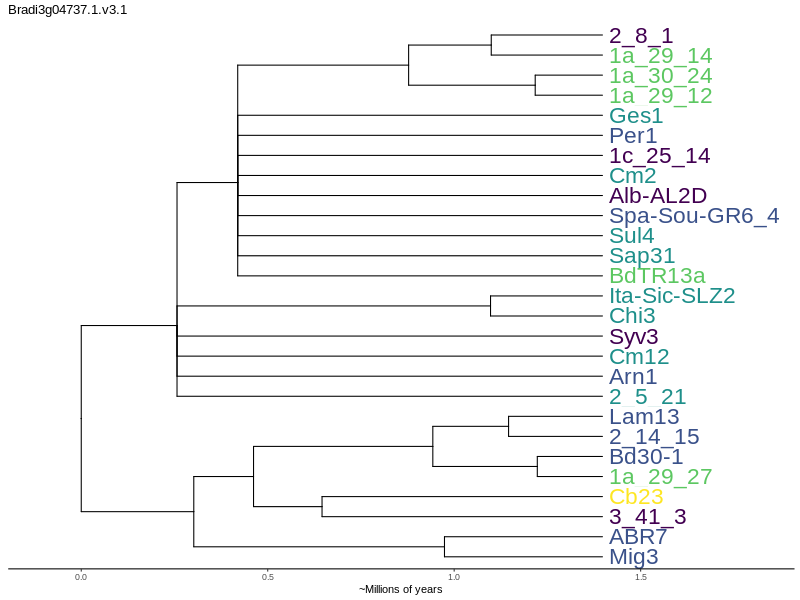 Bradi3g04737.1.v3.1
2_8_1
1a_29_14
1a_30_24
1a_29_12
Ges1
Per1
1c_25_14
Cm2
Alb-AL2D
Spa-Sou-GR6_4
Sul4
Sap31
BdTR13a
Ita-Sic-SLZ2
Chi3
Syv3
Cm12
Arn1
2_5_21
Lam13
2_14_15
Bd30-1
1a_29_27
Cb23
3_41_3
ABR7
Mig3
0.0 0.5 1.0 1.5
~Millions of years